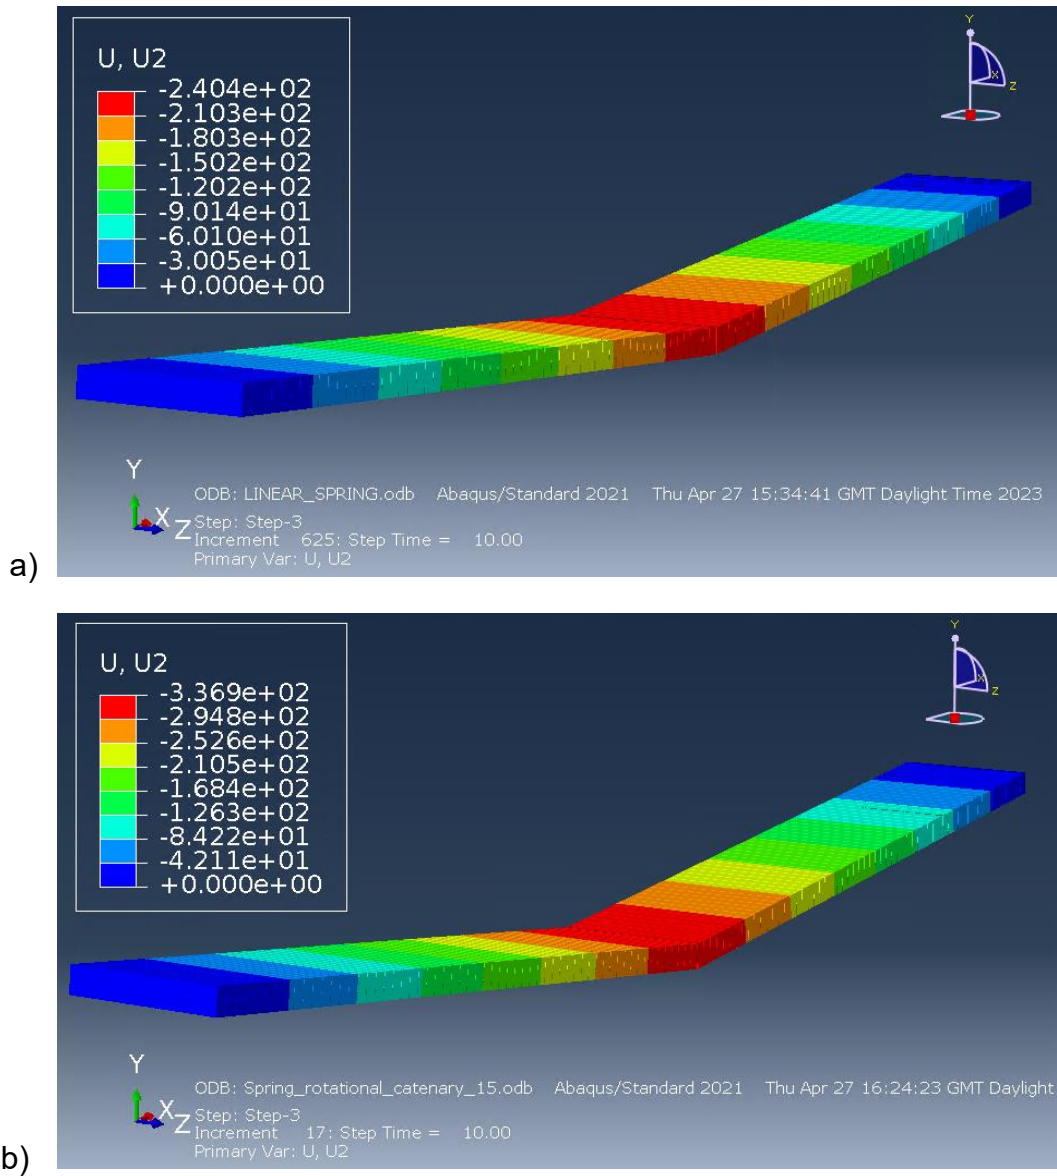 U, U2
-2.404e+02
-2.103e+02
-1.803e+02
-1.502e+02
-1.202e+02
-9.014e+01
-6.010e+01
-3.005e+01
+0.000e+00
Y
X
Z
Y
X
Z
ODB: LINEAR_SPRING.odb Abaqus/Standard 2021 Thu Apr 27 15:34:41 GMT Daylight Time 2023
Step: Step-3
Increment 625: Step Time = 10.00
Primary Var: U, U2
a)
U, U2
-3.369e+02
-2.948e+02
-2.526e+02
-2.105e+02
-1.684e+02
-1.263e+02
-8.422e+01
-4.211e+01
+0.000e+00
Y
X
Z
Y
X
Z
ODB: Spring_rotational_catenary_15.odb Abaqus/Standard 2021 Thu Apr 27 16:24:23 GMT Daylight
Step: Step-3
Increment 17: Step Time = 10.00
Primary Var: U, U2
b)